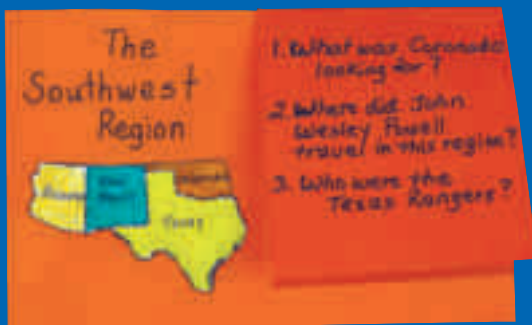 The
Southwest
Region
Texas
1. What was Coronado
looking for?
2. Where did John
Wesley Powell
travel in this region?
3. Who were the
Texas Rangers?